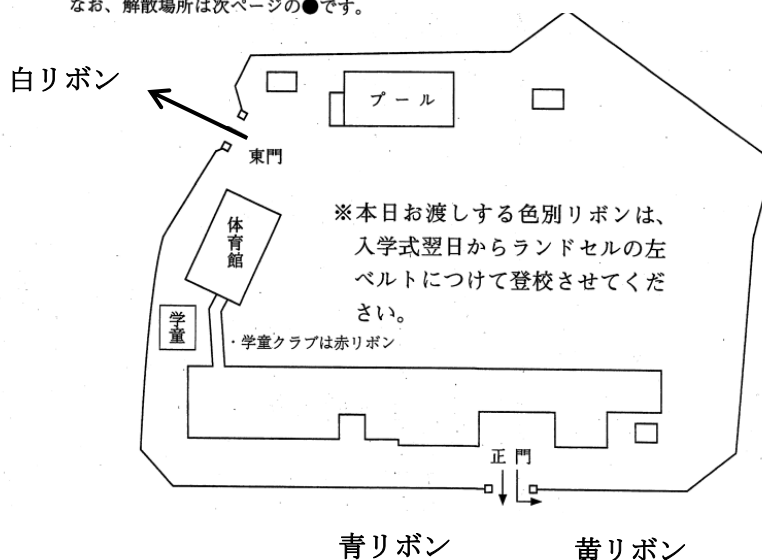 なお、解散場所は次ページの●です。
白リボン
プール
東門
体育館
※本日お渡しする色別リボンは、
入学式翌日からランドセルの左
ベルトにつけて登校させてくだ
さい。
学童
・学童クラブは赤リボン
正門
青リボン
黄リボン